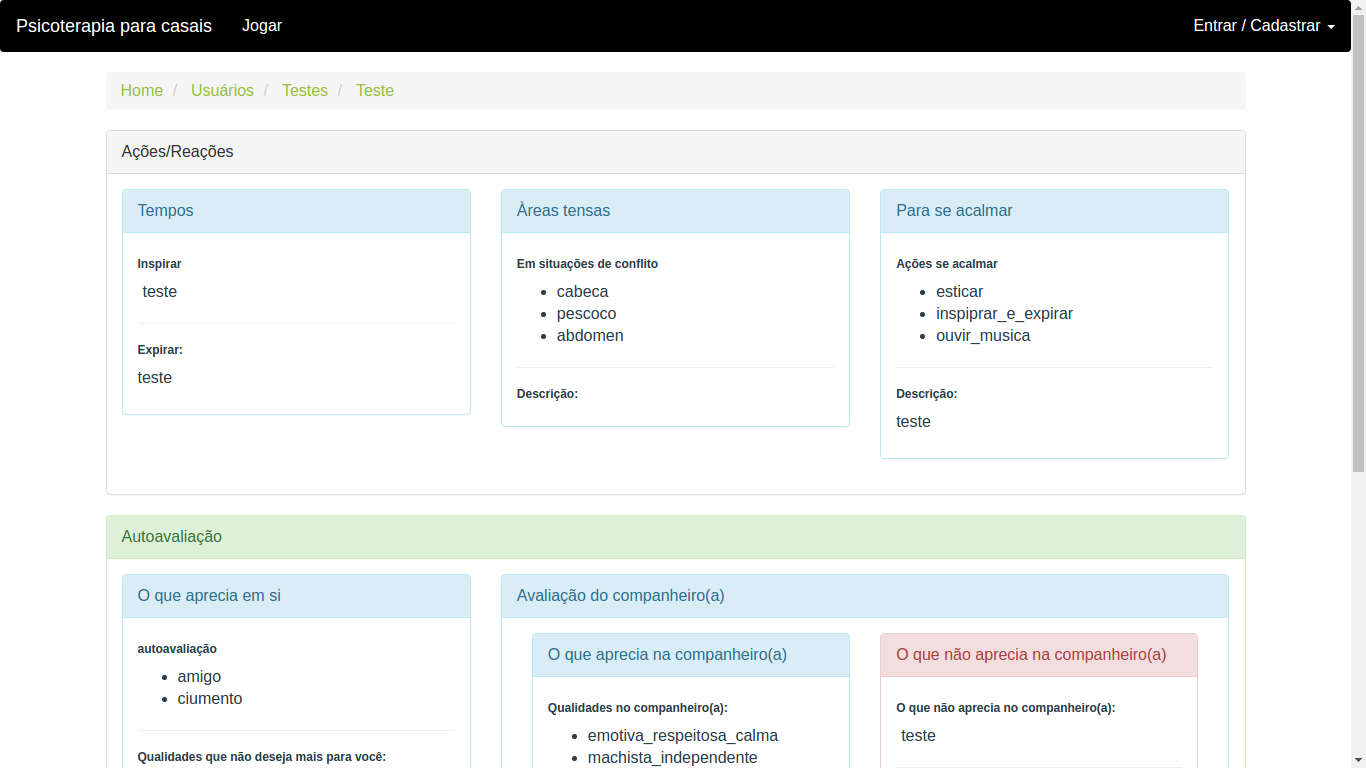 Psicoterapia para casais Jogar Entrar / Cadastrar
Home / Usuários / Testes / Teste
Ações/Reações
Tempos
Inspirar
teste
Expirar:
teste
Àreas tensas
Em situações de conflito
cabeca
pescoco
abdomen
Descrição:
Para se acalmar
Ações se acalmar
esticar
inspiprar_e_expirar
ouvir_musica
Descrição:
teste
Autoavaliação
O que aprecia em si
autoavaliação
amigo
ciumento
Qualidades que não deseja mais para você:
Avaliação do companheiro(a)
O que aprecia na companheiro(a)
Qualidades no companheiro(a):
emotiva_respeitosa_calma
machista_independente
O que não aprecia na companheiro(a)
O que não aprecia no companheiro(a):
teste